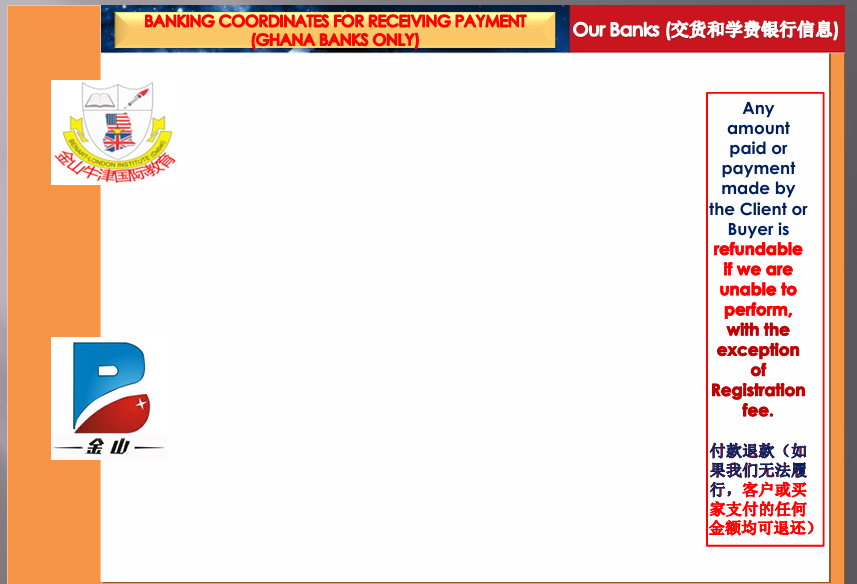 BANKING COORDINATES FOR RECEIVING PAYMENT
(GHANA BANKS ONLY)
Our Banks (交货和学费银行信息)
BENART-LONDON INSTITUTE (Dabal)
金山牛津国际教育
金山
Any
amount
paid or
payment
made by
the Client or
Buyer is
refundable
if we are
unable to
perform,
with the
exception
of
Registration
fee.
付款退款（如
果我们无法履
行，客户或买
家支付的任何
金额均可退还）